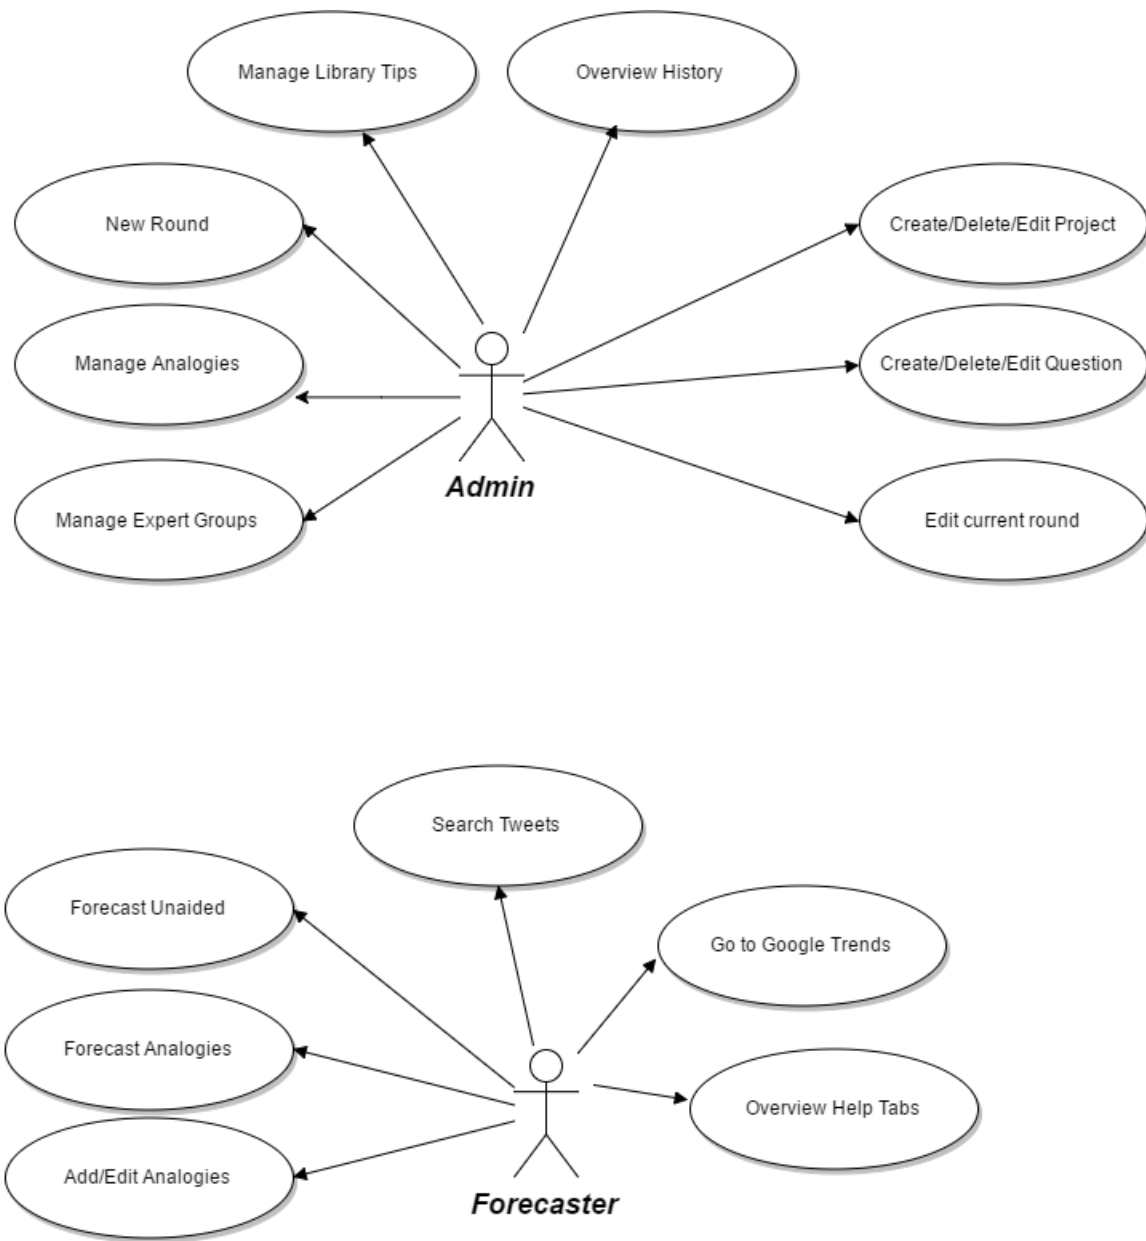 Manage Library Tips
Overview History
New Round
Create/Delete/Edit Project
Manage Analogies
Create/Delete/Edit Question
Admin
Manage Expert Groups
Edit current round
Search Tweets
Forecast Unaided
Go to Google Trends
Forecast Analogies
Overview Help Tabs
Add/Edit Analogies
Forecaster